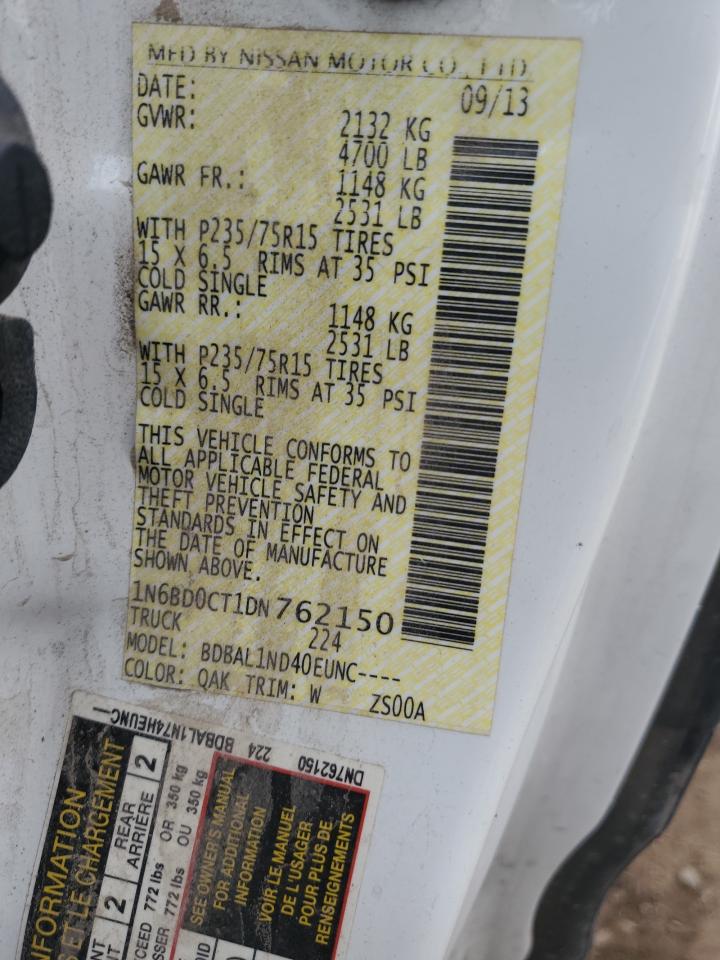 MFD BY NISSAN MOTOR CO., LTD.
DATE: 09/13
GVWR: 2132 KG
4700 LB
GAWR FR.: 1148 KG
2531 LB
WITH P235/75R15 TIRES
15 X 6.5 RIMS AT 35 PSI
COLD SINGLE
GAWR RR.: 1148 KG
2531 LB
WITH P235/75R15 TIRES
15 X 6.5 RIMS AT 35 PSI
COLD SINGLE
THIS VEHICLE CONFORMS TO
ALL APPLICABLE FEDERAL
MOTOR VEHICLE SAFETY AND
THEFT PREVENTION
STANDARDS IN EFFECT ON
THE DATE OF MANUFACTURE
SHOWN ABOVE.
1N6BD0CT1DN762150
TRUCK 224
MODEL: BDBAL1ND40EUNC----
COLOR: QAK TRIM: W ZS00A
DN762150 224 BDBAL1N74HEUNC—
NFORMATION
ET LE CHARGEMENT
2 REAR
ARRIÈRE 2
772 lbs OR 350 kg
772 lbs OU 350 kg
SEE OWNER'S MANUAL
FOR ADDITIONAL
INFORMATION
VOIR LE MANUEL
DE L'USAGER
POUR PLUS DE
RENSEIGNEMENTS